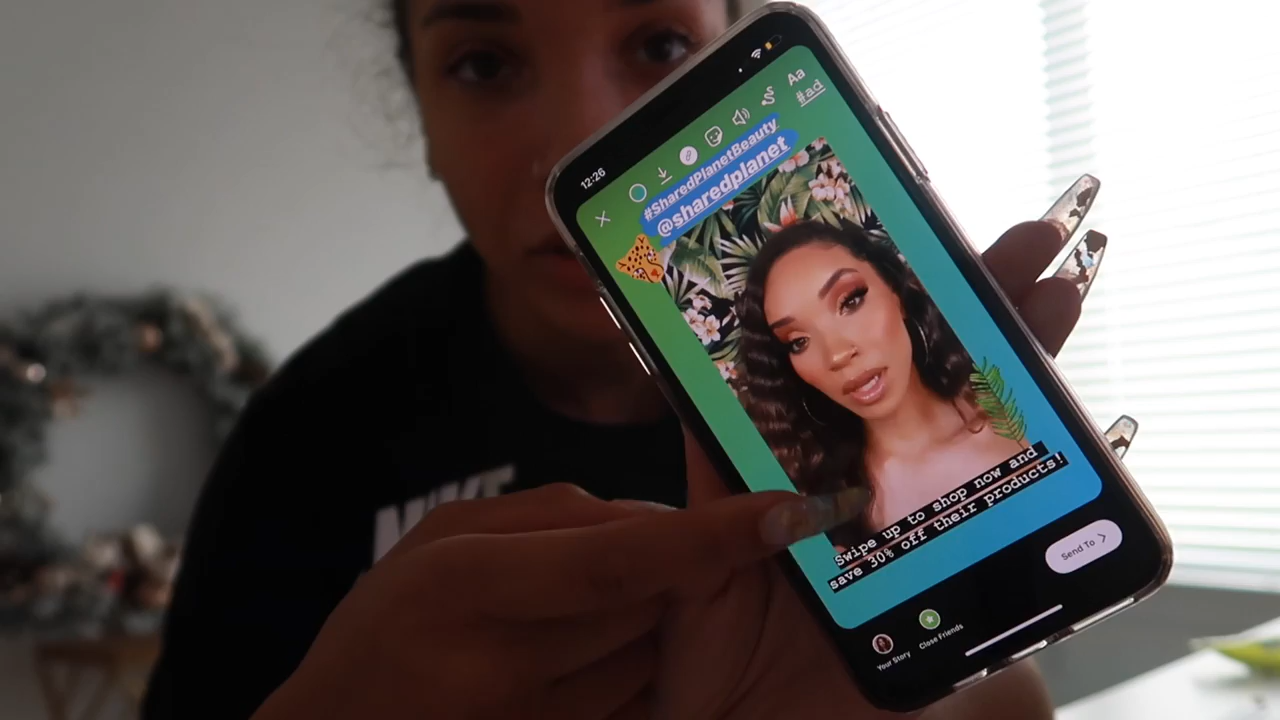 12:26
Aa
#ad
#SharedPlanetBeauty
@sharedplanet
Swipe up to shop now and
save 30% off their products!
Send To
Your Story
Close Friends